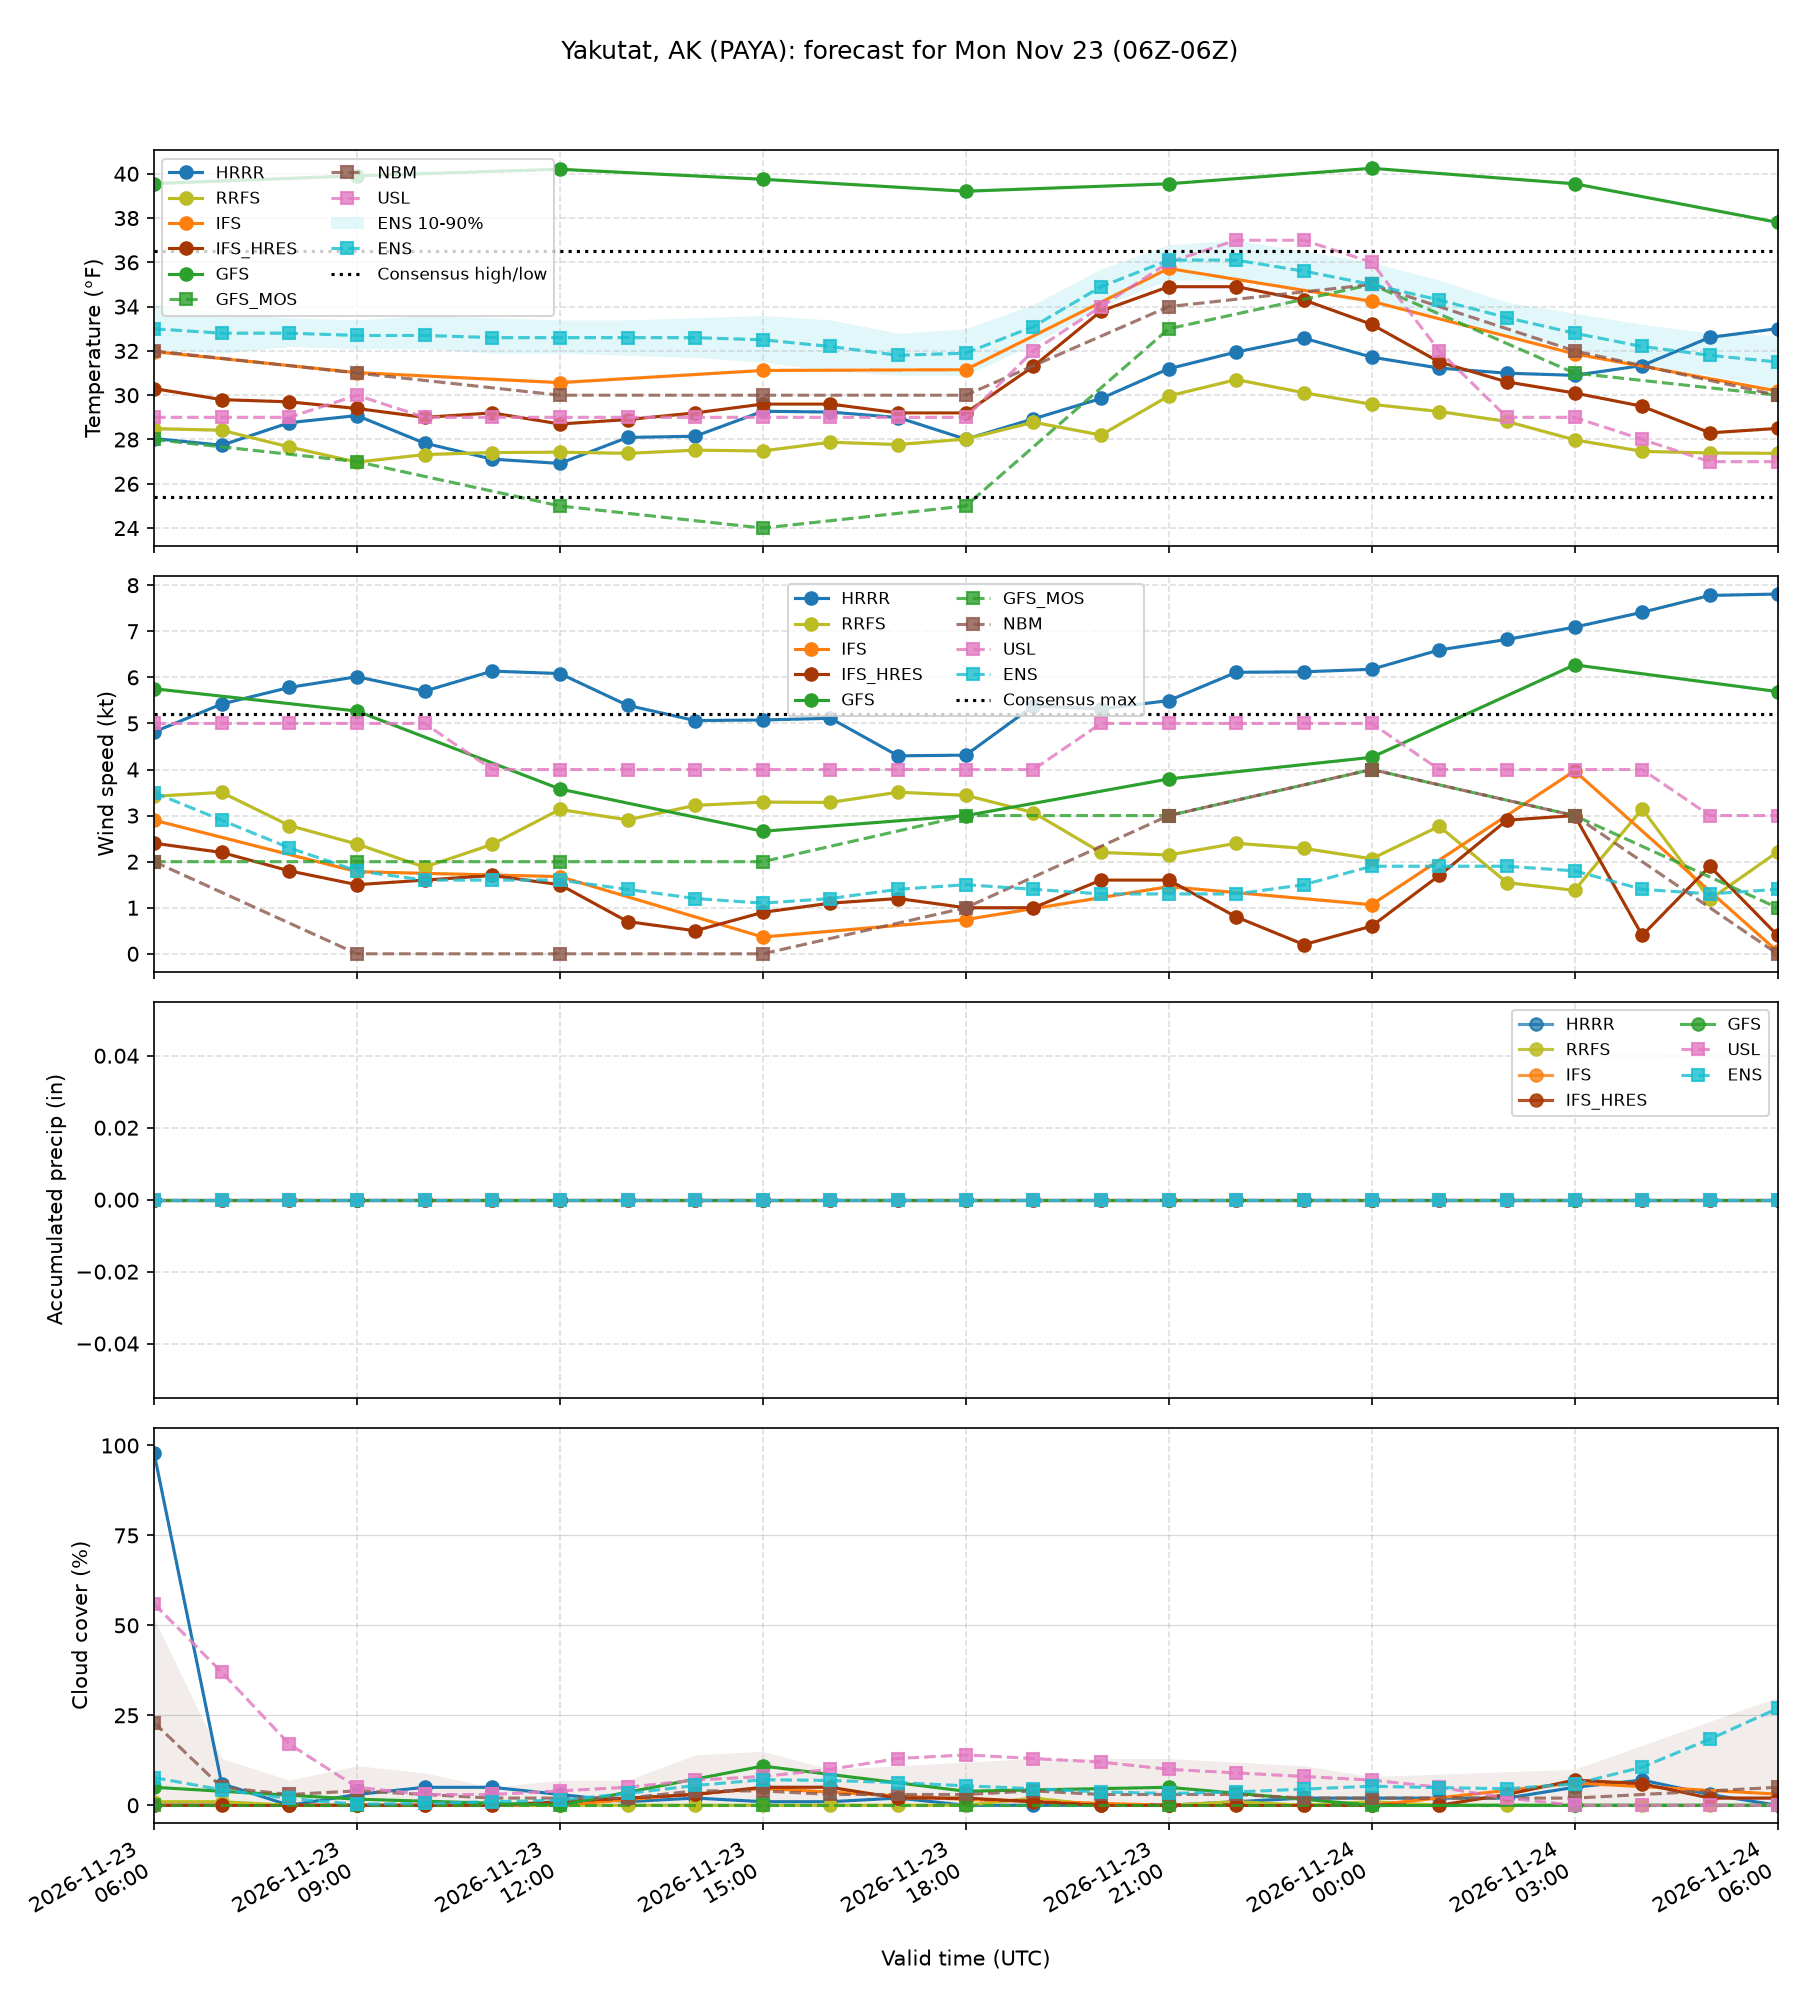 Yakutat, AK (PAYA): forecast for Mon Nov 23 (06Z-06Z)
Temperature (°F)
40
38
36
34
32
30
28
26
24
HRRR
RRFS
IFS
IFS_HRES
GFS
GFS_MOS
NBM
USL
ENS 10-90%
ENS
Consensus high/low
Wind speed (kt)
8
7
6
5
4
3
2
1
0
HRRR
RRFS
IFS
IFS_HRES
GFS
GFS_MOS
NBM
USL
ENS
Consensus max
Accumulated precip (in)
0.04
0.02
0.00
−0.02
−0.04
HRRR
RRFS
IFS
IFS_HRES
GFS
USL
ENS
Cloud cover (%)
100
75
50
25
0
2026-11-23
06:00
2026-11-23
09:00
2026-11-23
12:00
2026-11-23
15:00
2026-11-23
18:00
2026-11-23
21:00
2026-11-24
00:00
2026-11-24
03:00
2026-11-24
06:00
Valid time (UTC)